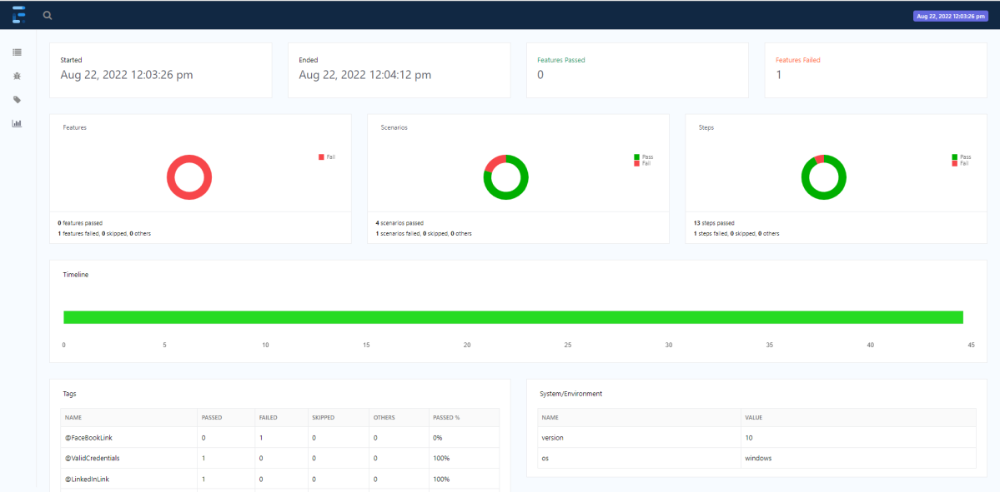 Aug 22, 2022 12:03:26 pm
Started
Aug 22, 2022 12:03:26 pm
Ended
Aug 22, 2022 12:04:12 pm
Features Passed
0
Features Failed
1
Features
Fail
0 features passed
1 features failed, 0 skipped, 0 others
Scenarios
Pass
Fail
4 scenarios passed
1 scenarios failed, 0 skipped, 0 others
Steps
Pass
Fail
13 steps passed
1 steps failed, 0 skipped, 0 others
Timeline
0 5 10 15 20 25 30 35 40 45
Tags
NAME PASSED FAILED SKIPPED OTHERS PASSED %
@FaceBookLink 0 1 0 0 0%
@ValidCredentials 1 0 0 0 100%
@LinkedInLink 1 0 0 0 100%
System/Environment
NAME VALUE
version 10
os windows